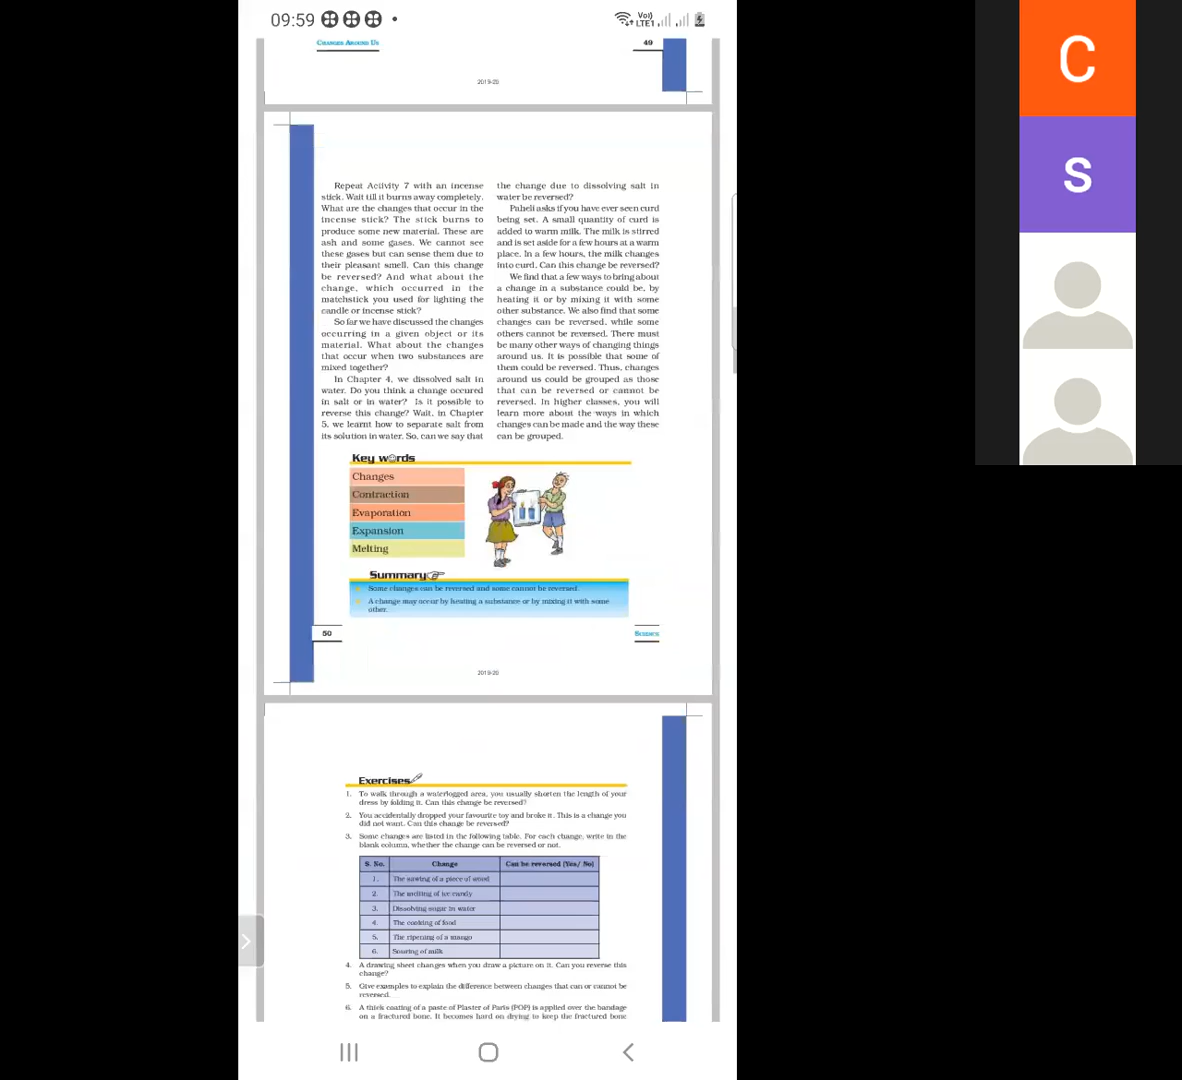 09:59
Vo)
LTE1
CHANGES AROUND US
49
2019-20
Repeat Activity 7 with an incense
stick. Wait till it burns away completely.
What are the changes that occur in the
incense stick? The stick burns to
produce some new material. These are
ash and some gases. We cannot see
these gases but can sense them due to
their pleasant smell. Can this change
be reversed? And what about the
change, which occurred in the
matchstick you used for lighting the
candle or incense stick?
So far we have discussed the changes
occurring in a given object or its
material. What about the changes
that occur when two substances are
mixed together?
In Chapter 4, we dissolved salt in
water. Do you think a change occured
in salt or in water? Is it possible to
reverse this change? Wait, in Chapter
5, we learnt how to separate salt from
its solution in water. So, can we say that
the change due to dissolving salt in
water be reversed?
Paheli asks if you have ever seen curd
being set. A small quantity of curd is
added to warm milk. The milk is stirred
and is set aside for a few hours at a warm
place. In a few hours, the milk changes
into curd. Can this change be reversed?
We find that a few ways to bring about
a change in a substance could be, by
heating it or by mixing it with some
other substance. We also find that some
changes can be reversed, while some
others cannot be reversed. There must
be many other ways of changing things
around us. It is possible that some of
them could be reversed. Thus, changes
around us could be grouped as those
that can be reversed or cannot be
reversed. In higher classes, you will
learn more about the ways in which
changes can be made and the way these
can be grouped.
Key words
Changes
Contraction
Evaporation
Expansion
Melting
Summary
Some changes can be reversed and some cannot be reversed.
A change may occur by heating a substance or by mixing it with some
other.
50
SCIENCE
2019-20
Exercises
1. To walk through a waterlogged area, you usually shorten the length of your
dress by folding it. Can this change be reversed?
2. You accidentally dropped your favourite toy and broke it. This is a change you
did not want. Can this change be reversed?
3. Some changes are listed in the following table. For each change, write in the
blank column, whether the change can be reversed or not.
S. No. Change Can be reversed (Yes/ No)
1. The sawing of a piece of wood
2. The melting of ice candy
3. Dissolving sugar in water
4. The cooking of food
5. The ripening of a mango
6. Souring of milk
4. A drawing sheet changes when you draw a picture on it. Can you reverse this
change?
5. Give examples to explain the difference between changes that can or cannot be
reversed.
6. A thick coating of a paste of Plaster of Paris (POP) is applied over the bandage
on a fractured bone. It becomes hard on drying to keep the fractured bone
C
S